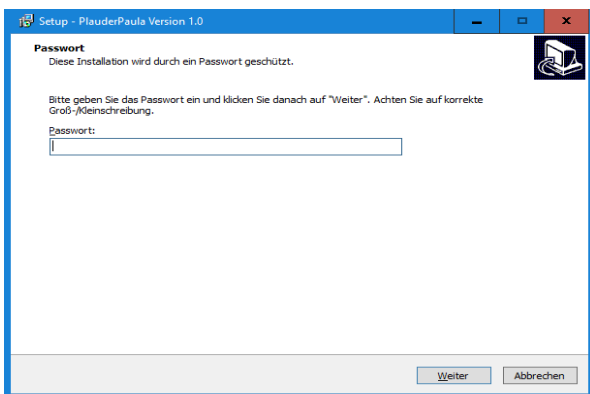 Setup - PlauderPaula Version 1.0
Passwort
Diese Installation wird durch ein Passwort geschützt.
Bitte geben Sie das Passwort ein und klicken Sie danach auf "Weiter". Achten Sie auf korrekte
Groß-/Kleinschreibung.
Passwort:
Weiter Abbrechen